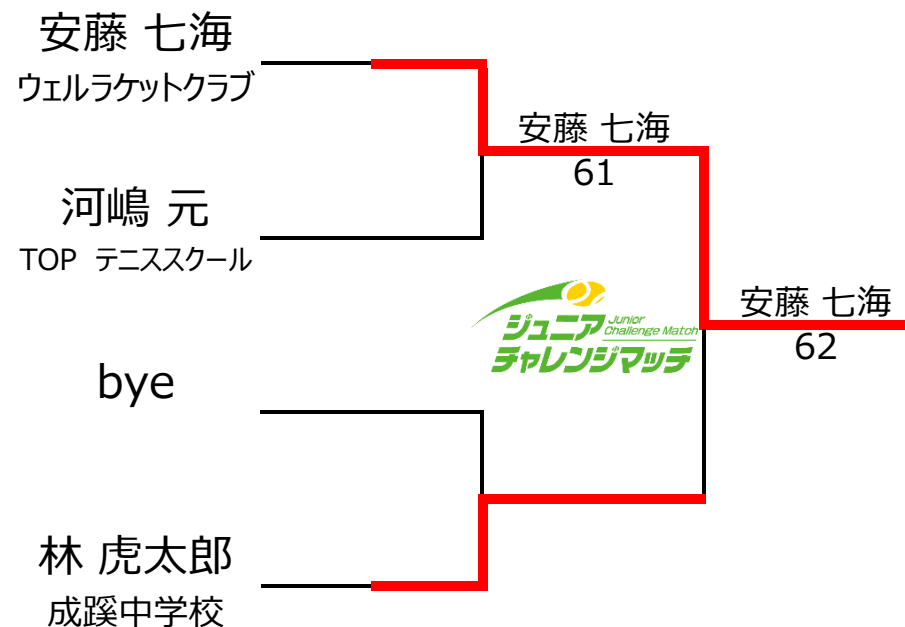 安藤 七海
ウェルラケットクラブ
安藤 七海
61
河嶋 元
TOP テニススクール
ジュニア Junior Challenge Match
チャレンジマッチ
安藤 七海
62
bye
林 虎太郎
成蹊中学校